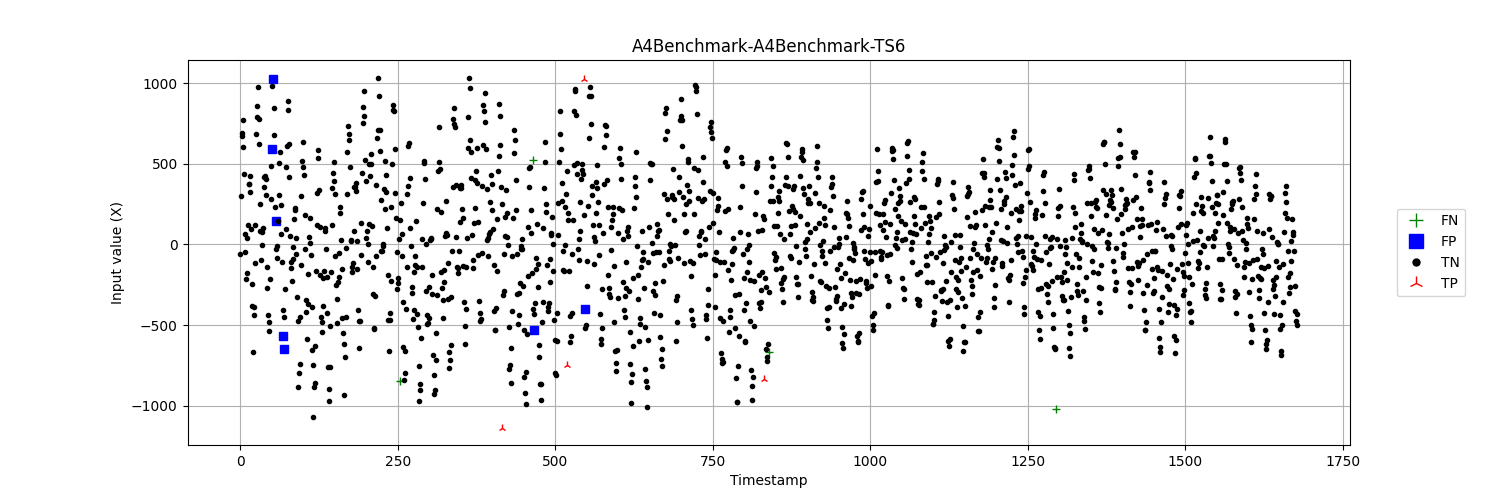 A4Benchmark-A4Benchmark-TS6
Input value (X)
1000
500
0
−500
−1000
0 250 500 750 1000 1250 1500 1750
Timestamp
FN
FP
TN
TP